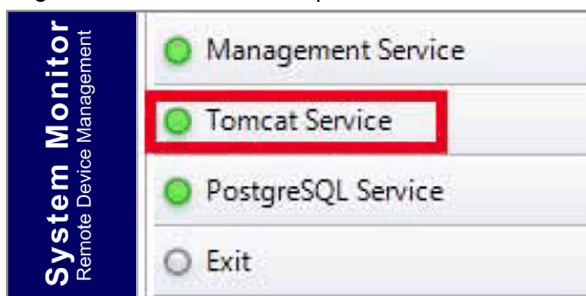 System Monitor
Remote Device Management
Management Service
Tomcat Service
PostgreSQL Service
Exit